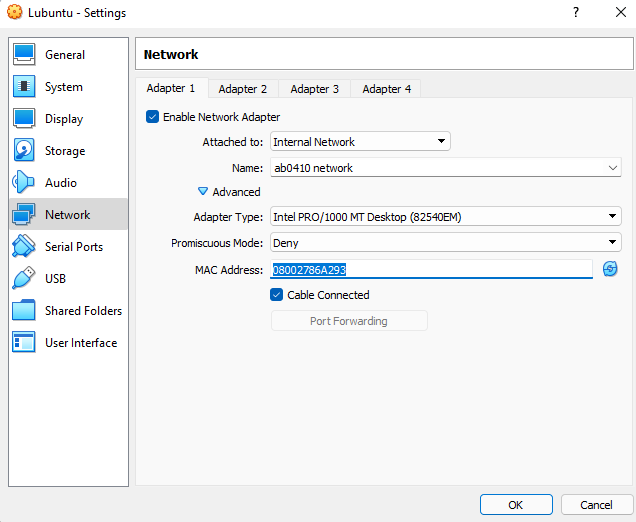 Lubuntu - Settings
General
System
Display
Storage
Audio
Network
Serial Ports
USB
Shared Folders
User Interface
Network
Adapter 1 Adapter 2 Adapter 3 Adapter 4
Enable Network Adapter
Attached to: Internal Network
Name: ab0410 network
Advanced
Adapter Type: Intel PRO/1000 MT Desktop (82540EM)
Promiscuous Mode: Deny
MAC Address: 08002786A293
Cable Connected
Port Forwarding
OK Cancel